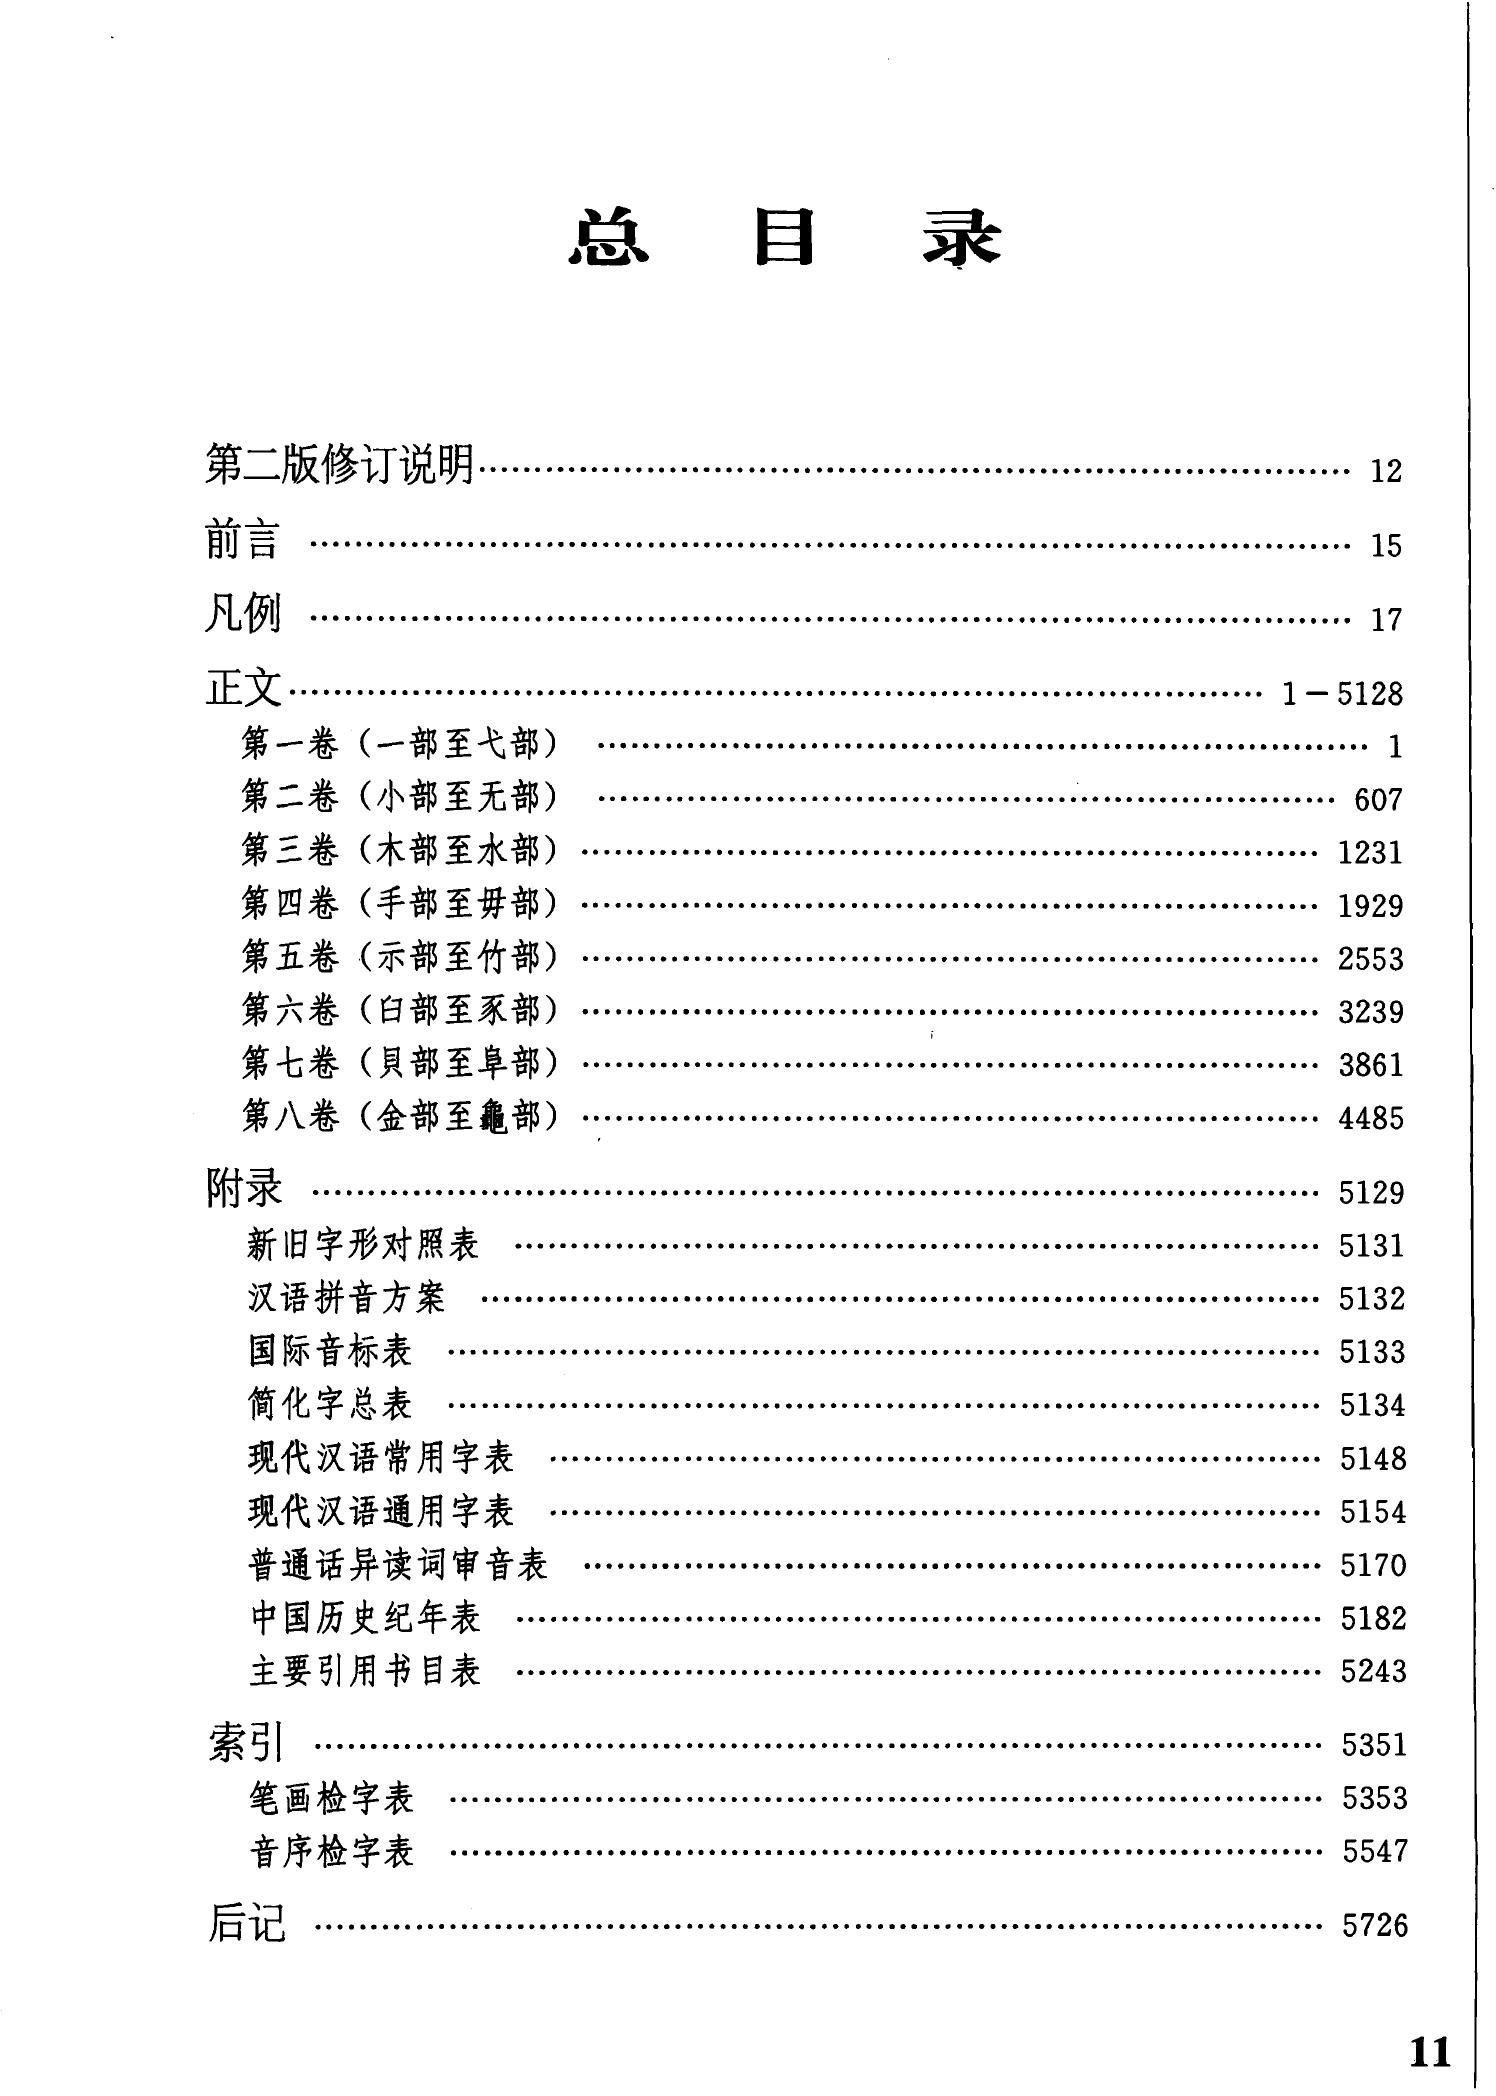 总 目 录
第二版修订说明…………………………………… 12
前言 …………………………………… 15
凡例 …………………………………… 17
正文…………………………………… 1－5128
第一卷（一部至弋部） …………………………………… 1
第二卷（小部至无部） …………………………………… 607
第三卷（木部至水部）…………………………………… 1231
第四卷（手部至毋部）…………………………………… 1929
第五卷（示部至竹部）…………………………………… 2553
第六卷（臼部至豕部）…………………………………… 3239
第七卷（貝部至阜部）…………………………………… 3861
第八卷（金部至龜部）…………………………………… 4485
附录 …………………………………… 5129
新旧字形对照表 …………………………………… 5131
汉语拼音方案 …………………………………… 5132
国际音标表 …………………………………… 5133
简化字总表 …………………………………… 5134
现代汉语常用字表 …………………………………… 5148
现代汉语通用字表 …………………………………… 5154
普通话异读词审音表 …………………………………… 5170
中国历史纪年表 …………………………………… 5182
主要引用书目表 …………………………………… 5243
索引 …………………………………… 5351
笔画检字表 …………………………………… 5353
音序检字表 …………………………………… 5547
后记 …………………………………… 5726
11